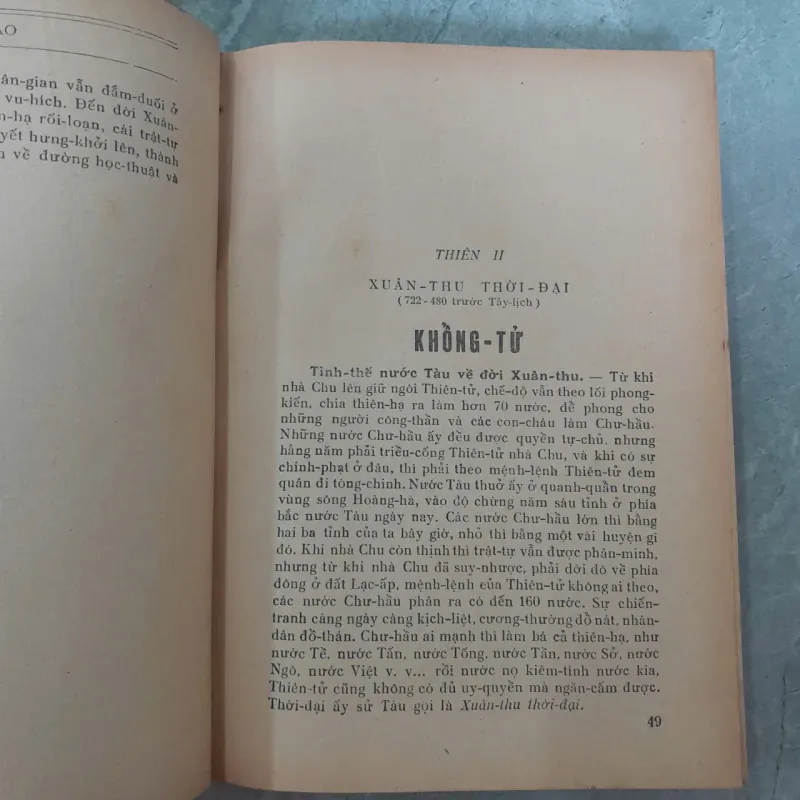 ÀO
ân-gian vẫn đắm-đuối ở
vu-hích. Đến đời Xuân-
n-hạ rối-loạn, cái trật-tự
yết hưng-khởi lên, thành
về đường học-thuật và
THIÊN II
XUÂN-THU THỜI-ĐẠI
(722-480 trước Tây-lịch)
KHỔNG-TỬ
Tình-thế nước Tàu về đời Xuân-thu. — Từ khi
nhà Chu lên giữ ngôi Thiên-tử, chế-độ vẫn theo lối phong-
kiến, chia thiên-hạ ra làm hơn 70 nước, để phong cho
những người công-thần và các con-cháu làm Chư-hầu.
Những nước Chư-hầu ấy đều được quyền tự-chủ, nhưng
hằng năm phải triều-cống Thiên-tử nhà Chu, và khi có sự
chinh-phạt ở đâu, thì phải theo mệnh-lệnh Thiên-tử đem
quân đi tòng-chinh. Nước Tàu thuở ấy ở quanh-quẩn trong
vùng sông Hoàng-hà, vào độ chừng năm sáu tỉnh ở phía
bắc nước Tàu ngày nay. Các nước Chư-hầu lớn thì bằng
hai ba tỉnh của ta bây giờ, nhỏ thì bằng một vài huyện gì
đó. Khi nhà Chu còn thịnh thì trật-tự vẫn được phân-minh,
nhưng từ khi nhà Chu đã suy-nhược, phải dời đô về phía
đông ở đất Lạc-ấp, mệnh-lệnh của Thiên-tử không ai theo,
các nước Chư-hầu phân ra có đến 160 nước. Sự chiến-
tranh càng ngày càng kịch-liệt, cương-thường đổ nát, nhân-
dân đồ-thán. Chư-hầu ai mạnh thì làm bá cả thiên-hạ, như
nước Tề, nước Tấn, nước Tống, nước Tần, nước Sở, nước
Ngô, nước Việt v. v... rồi nước nọ kiêm-tính nước kia,
Thiên-tử cũng không có đủ uy-quyền mà ngăn-cấm được.
Thời-đại ấy sử Tàu gọi là Xuân-thu thời-đại.
49